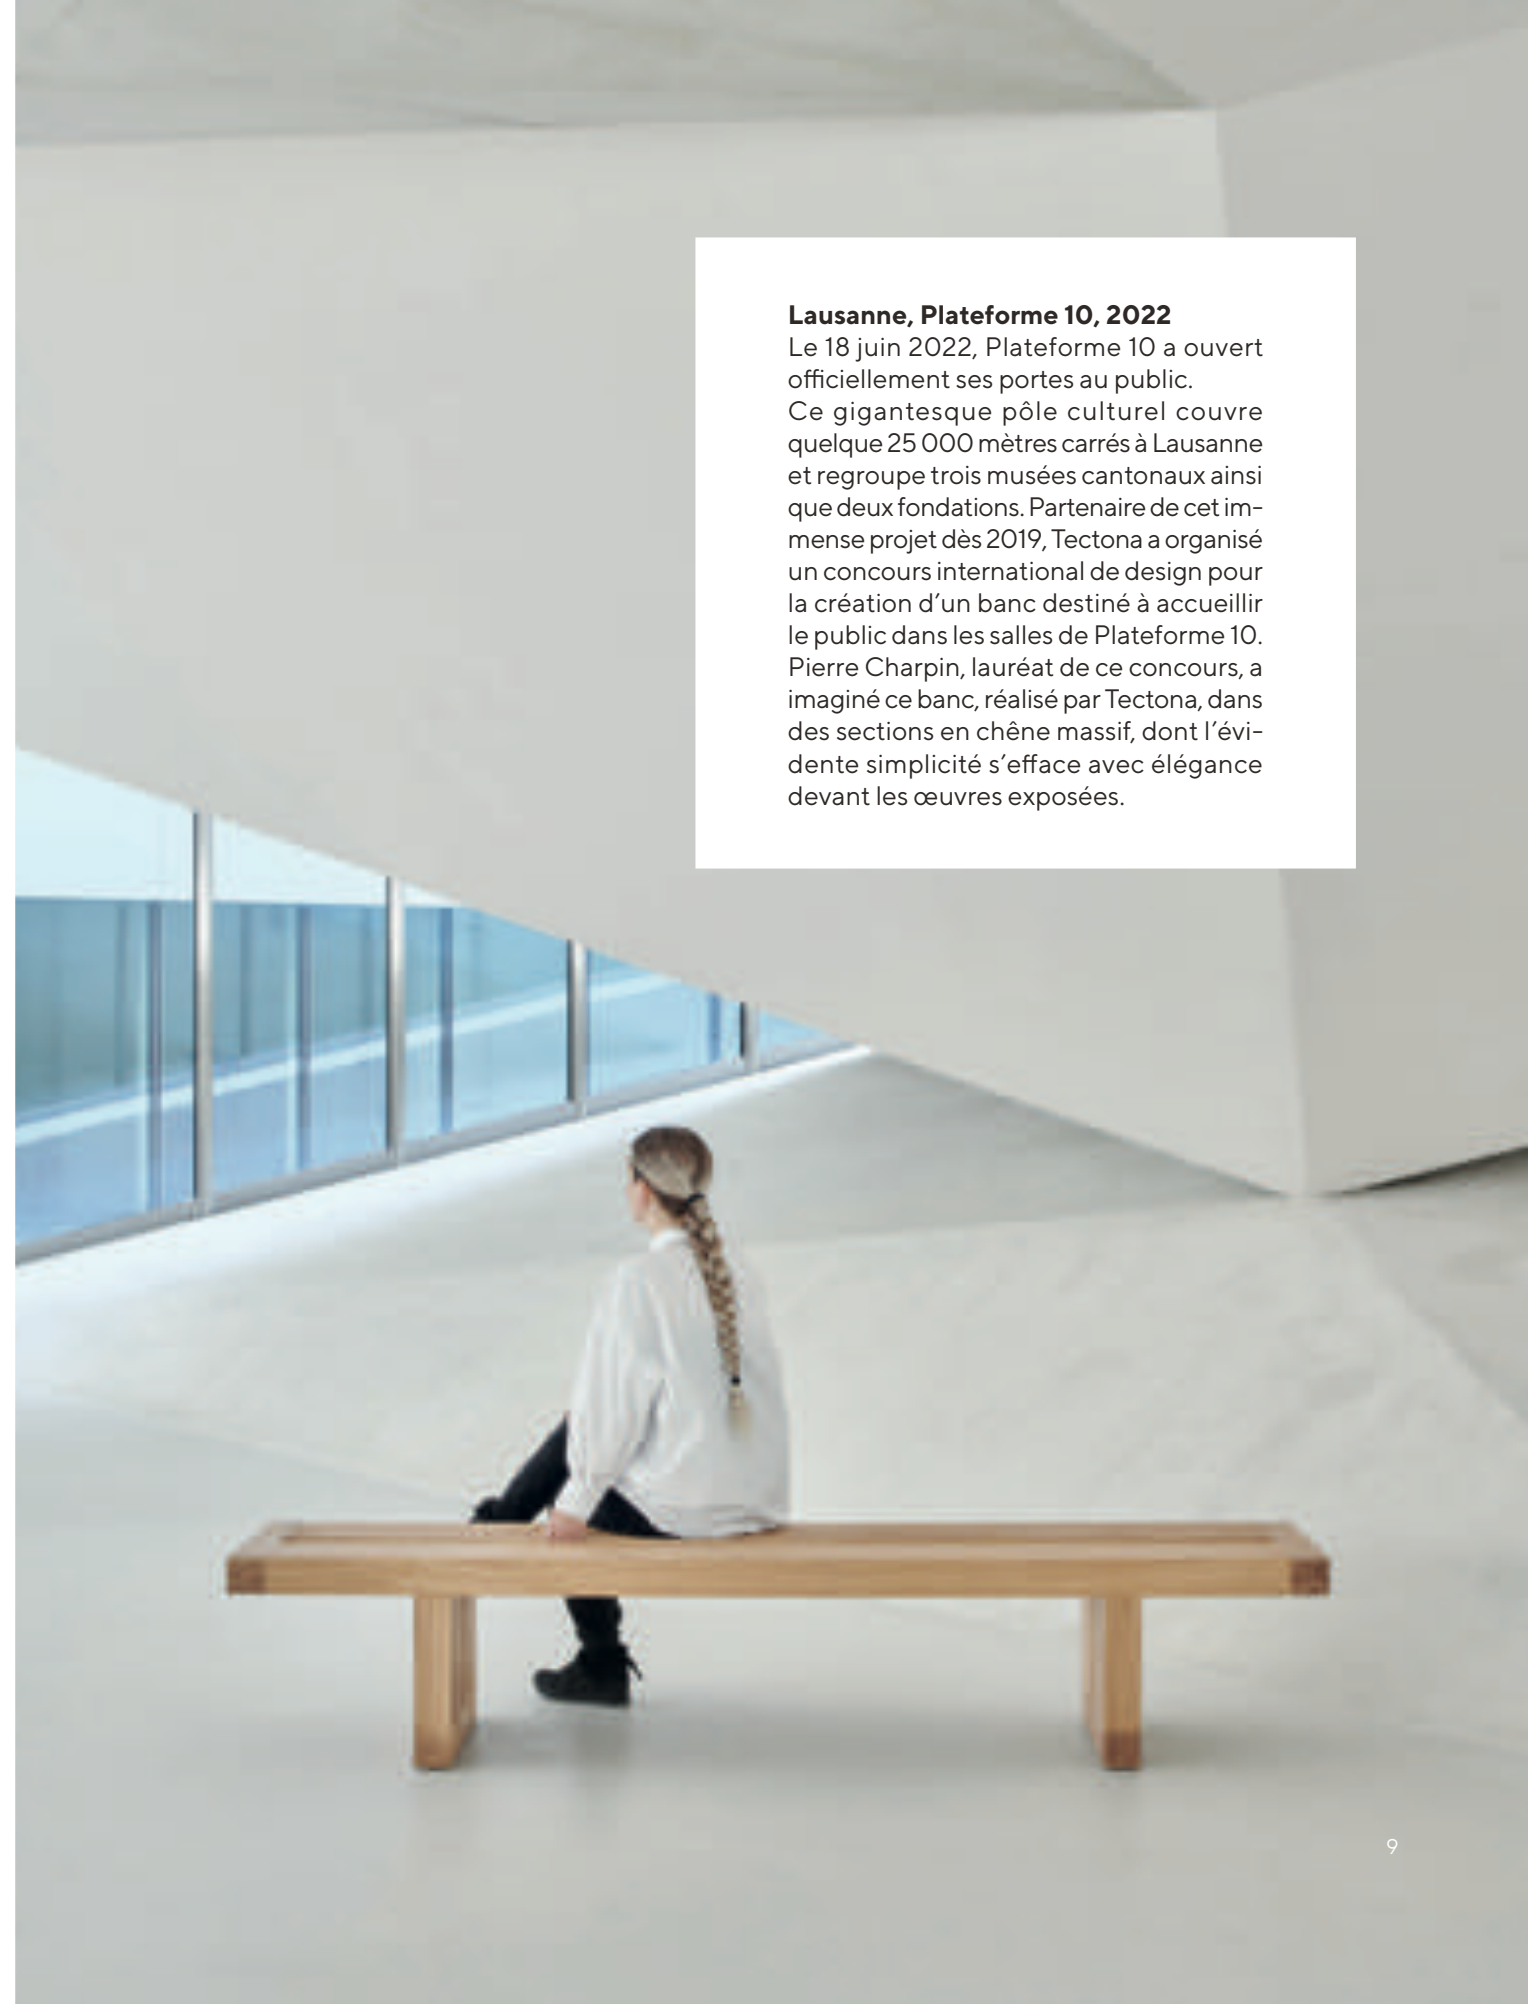 Lausanne, Plateforme 10, 2022
Le 18 juin 2022, Plateforme 10 a ouvert
officiellement ses portes au public.
Ce gigantesque pôle culturel couvre
quelque 25 000 mètres carrés à Lausanne
et regroupe trois musées cantonaux ainsi
que deux fondations. Partenaire de cet im-
mense projet dès 2019, Tectona a organisé
un concours international de design pour
la création d’un banc destiné à accueillir
le public dans les salles de Plateforme 10.
Pierre Charpin, lauréat de ce concours, a
imaginé ce banc, réalisé par Tectona, dans
des sections en chêne massif, dont l’évi-
dente simplicité s’efface avec élégance
devant les œuvres exposées.
9